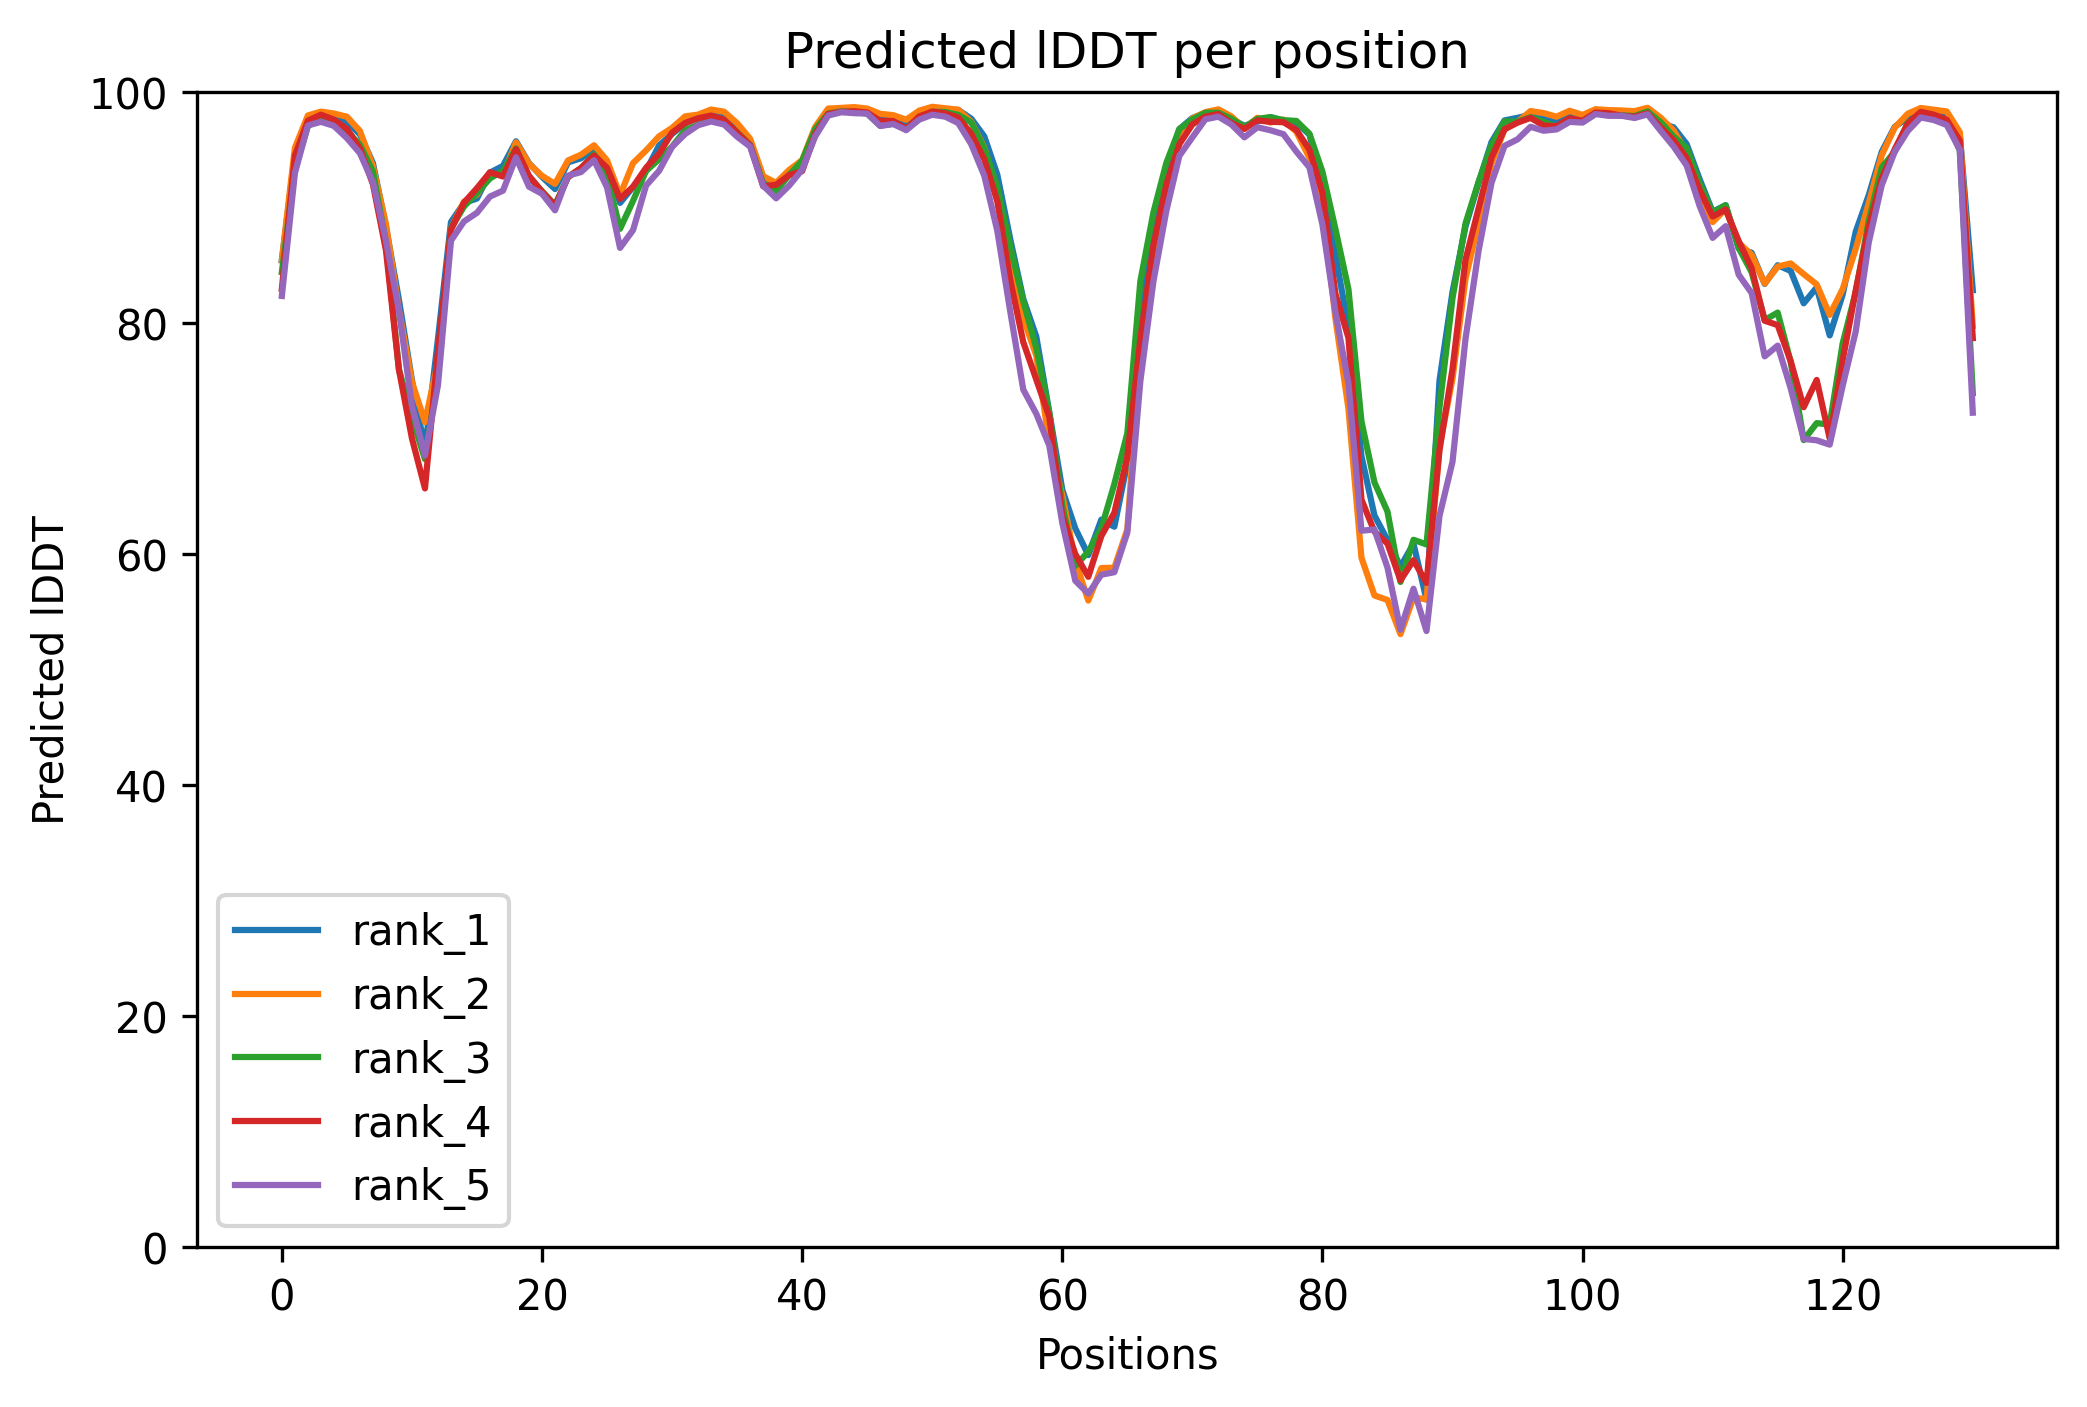 Predicted lDDT per position
100
80
60
40
20
0
Predicted lDDT
rank_1
rank_2
rank_3
rank_4
rank_5
0 20 40 60 80 100 120
Positions